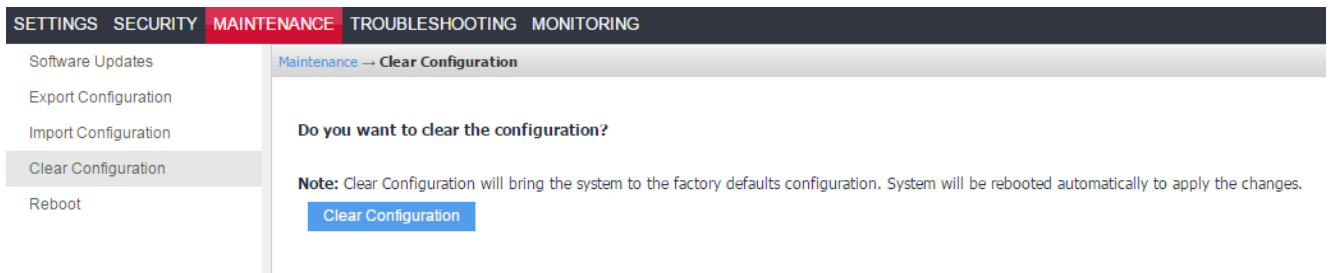 SETTINGS SECURITY MAINTENANCE TROUBLESHOOTING MONITORING
Software Updates
Export Configuration
Import Configuration
Clear Configuration
Reboot
Maintenance → Clear Configuration
Do you want to clear the configuration?
Note: Clear Configuration will bring the system to the factory defaults configuration. System will be rebooted automatically to apply the changes.
Clear Configuration